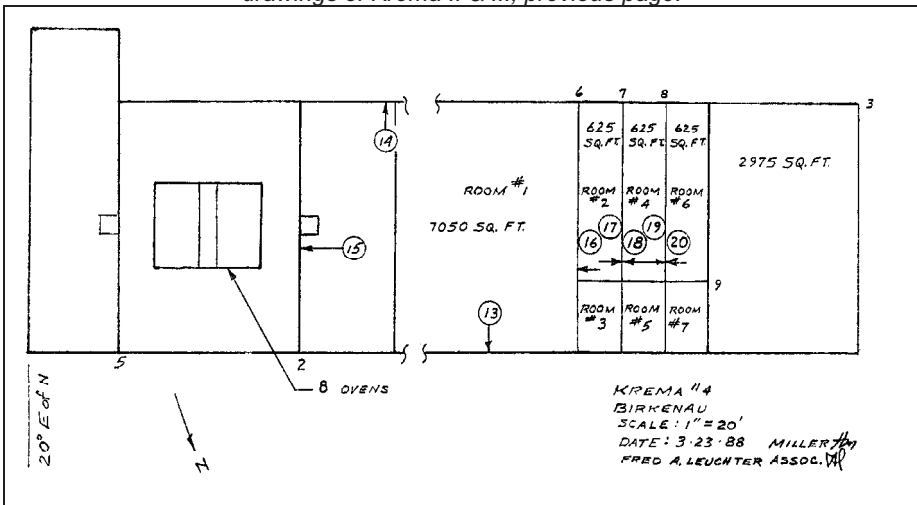 drawings of Krema II & III, previous page.
14
6 7 8
3
625 625 625
SQ.FT. SQ.FT. SQ.FT.
2975 SQ.FT.
ROOM #1
7050 SQ. FT.
ROOM #2
ROOM #4
ROOM #6
16 17 18 19 20
15
13
9
ROOM #3
ROOM #5
ROOM #7
5
2
8 OVENS
20° E of N
N
KREMA #4
BIRKENAU
SCALE: 1" = 20'
DATE: 3-23-88 MILLER
FRED A. LEUCHTER ASSOC.